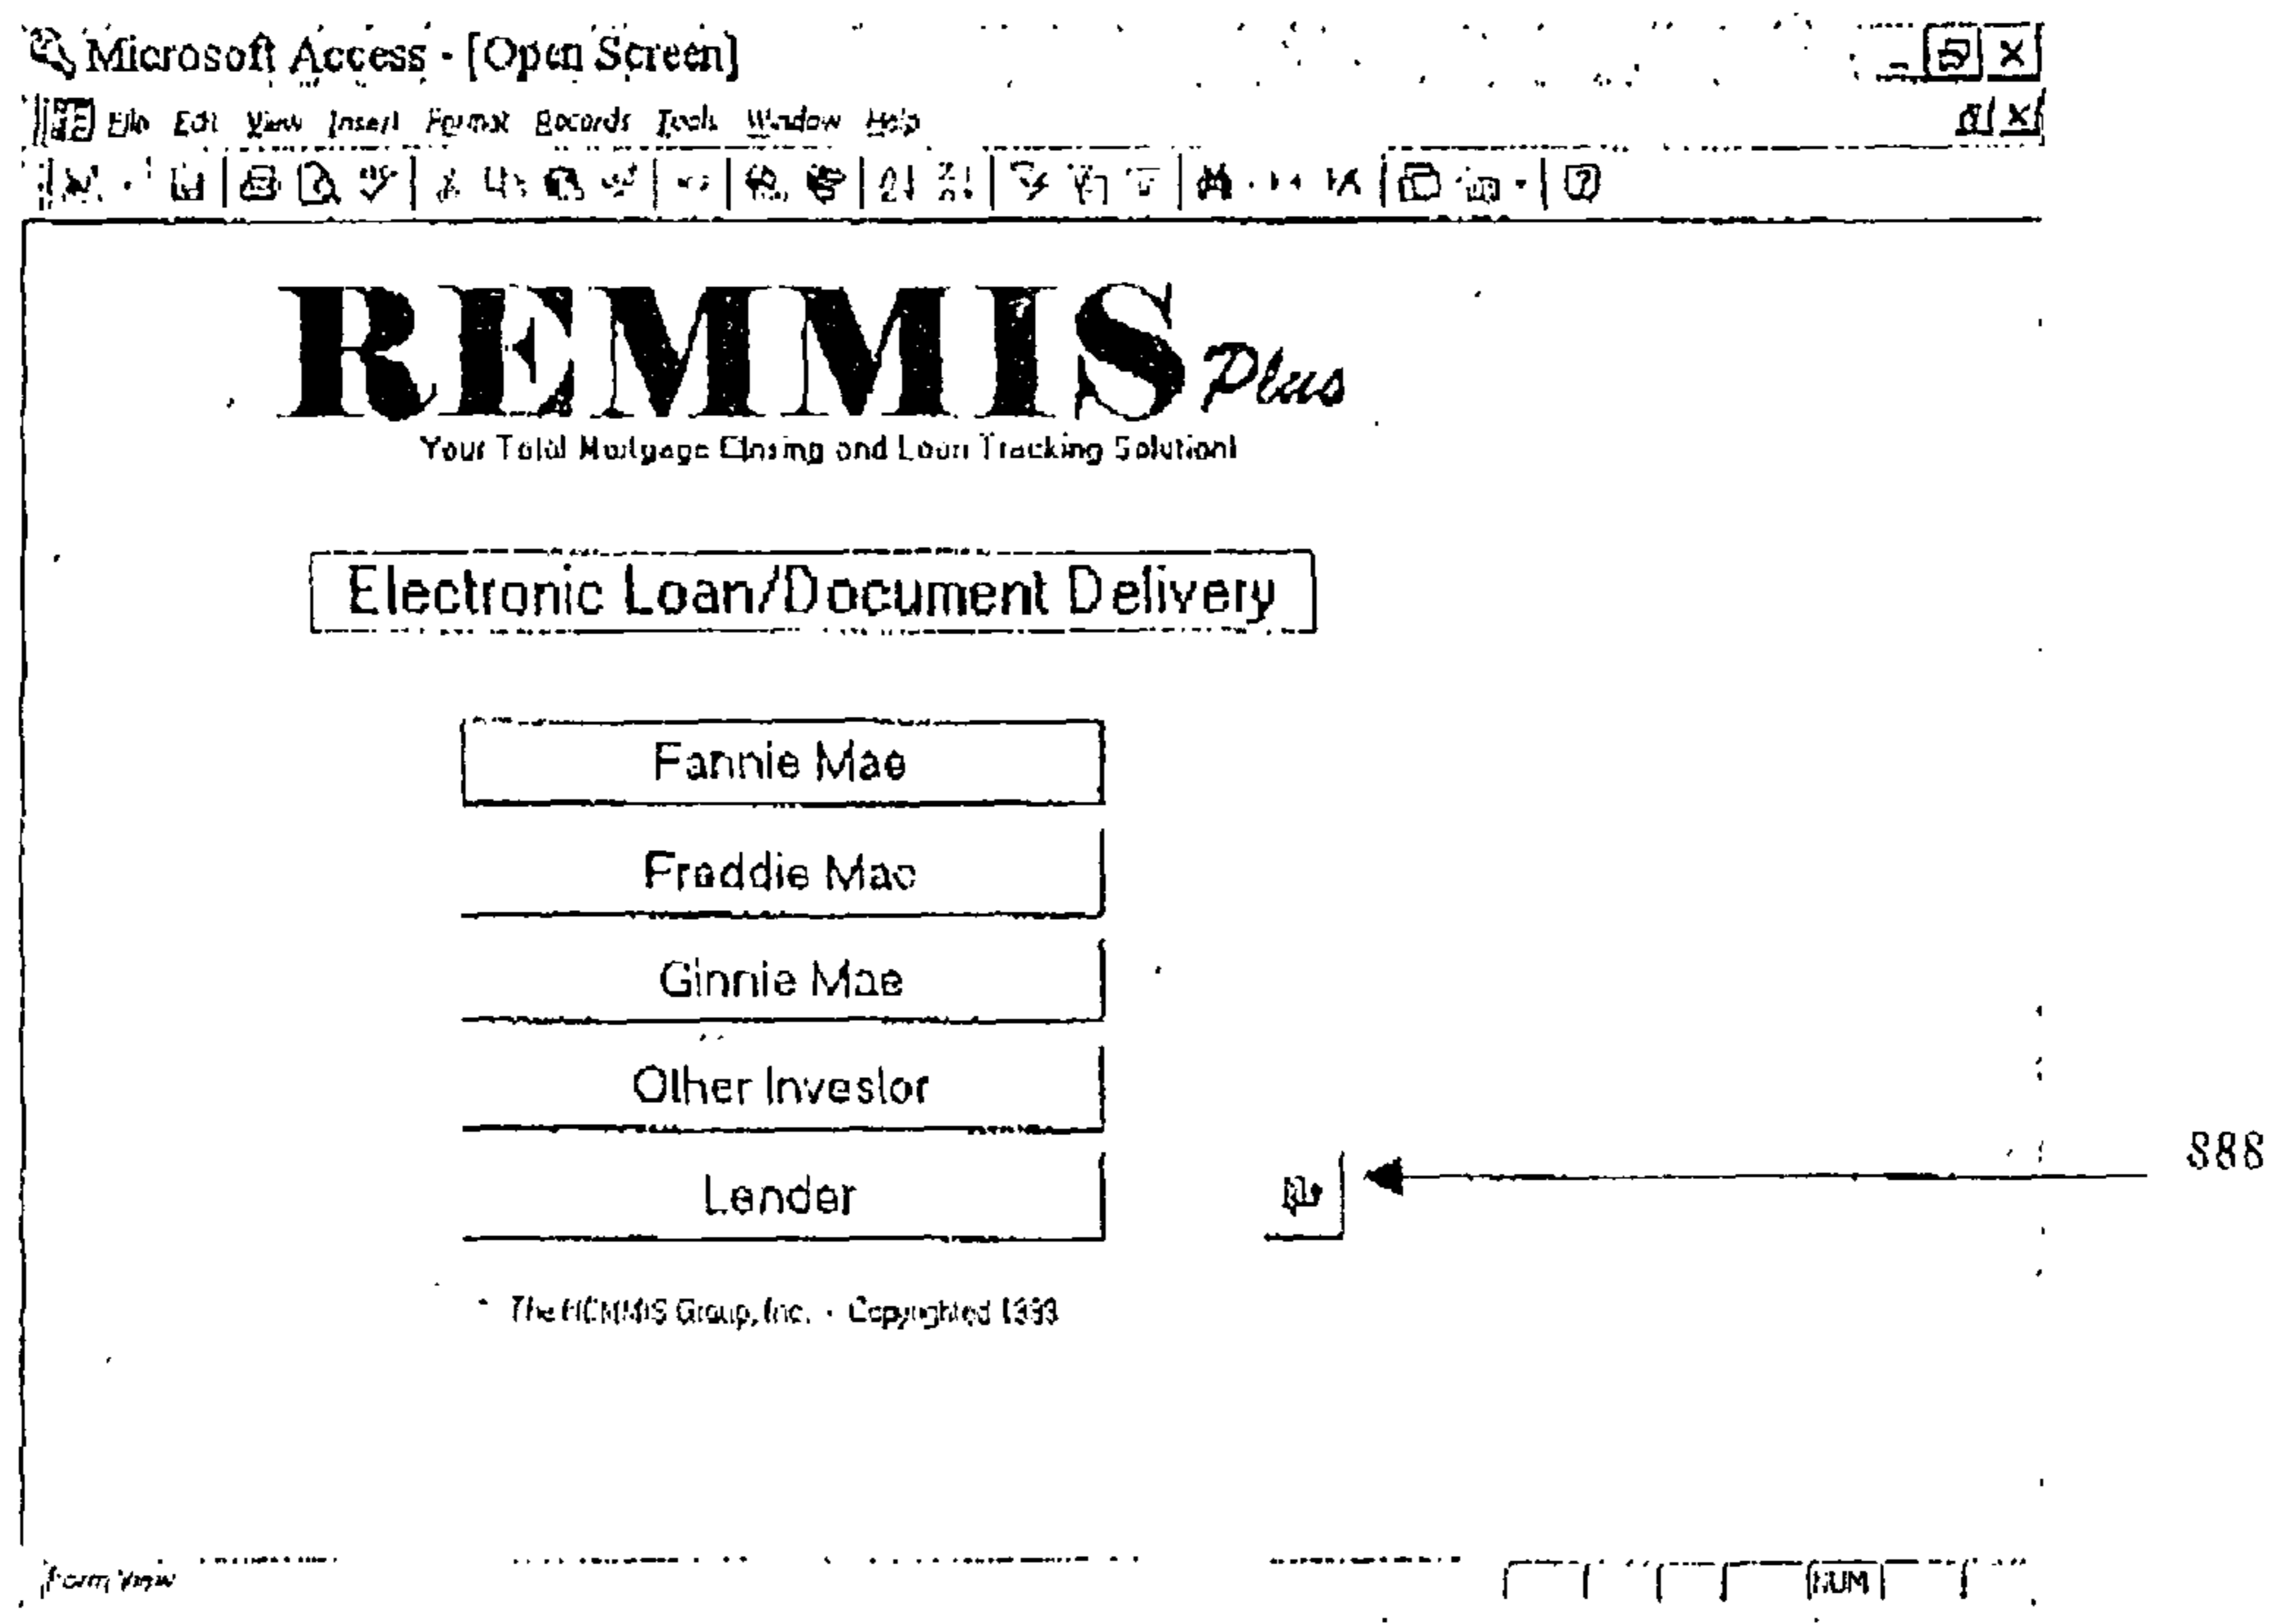 Microsoft Access - [Open Screen]
File Edit View Insert Format Records Tools Window Help
REMMIS Plus
Your Total Mortgage Closing and Loan Tracking Solution!
Electronic Loan/Document Delivery
Fannie Mae
Freddie Mac
Ginnie Mae
Other Investor
Lender
888
The REMMIS Group, Inc. - Copyrighted
Form View
NUM